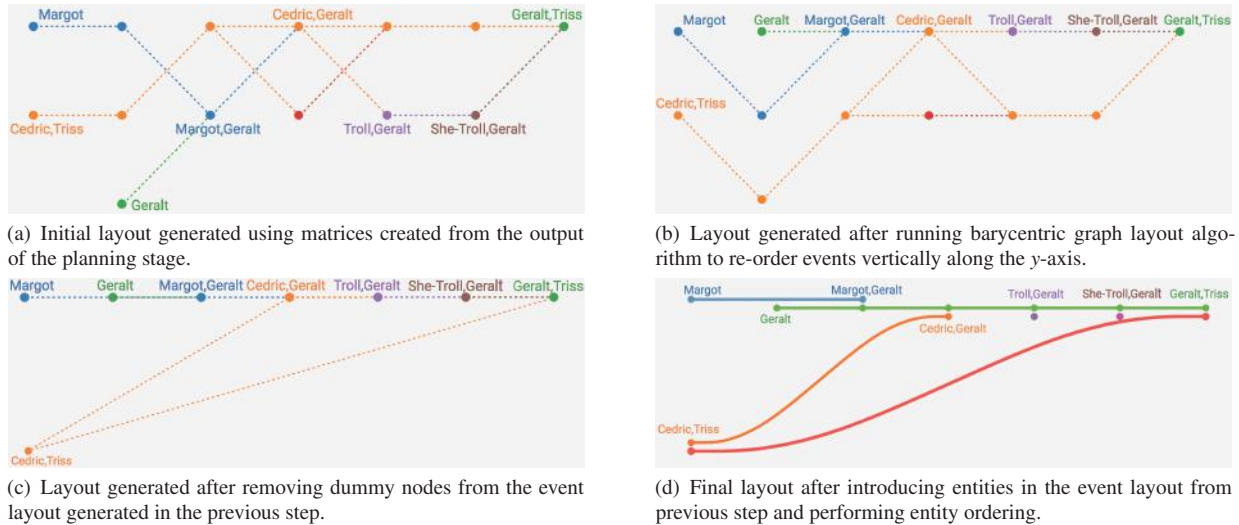 Margot
Cedric,Geralt
Geralt,Triss
Cedric,Triss
Margot,Geralt
Troll,Geralt
She-Troll,Geralt
Geralt
(a) Initial layout generated using matrices created from the output
of the planning stage.
Margot
Geralt
Margot,Geralt
Cedric,Geralt
Troll,Geralt
She-Troll,Geralt
Geralt,Triss
Cedric,Triss
(b) Layout generated after running barycentric graph layout algo-
rithm to re-order events vertically along the y-axis.
Margot
Geralt
Margot,Geralt
Cedric,Geralt
Troll,Geralt
She-Troll,Geralt
Geralt,Triss
Cedric,Triss
(c) Layout generated after removing dummy nodes from the event
layout generated in the previous step.
Margot
Margot,Geralt
Troll,Geralt
She-Troll,Geralt
Geralt,Triss
Geralt
Cedric,Geralt
Cedric,Triss
(d) Final layout after introducing entities in the event layout from
previous step and performing entity ordering.